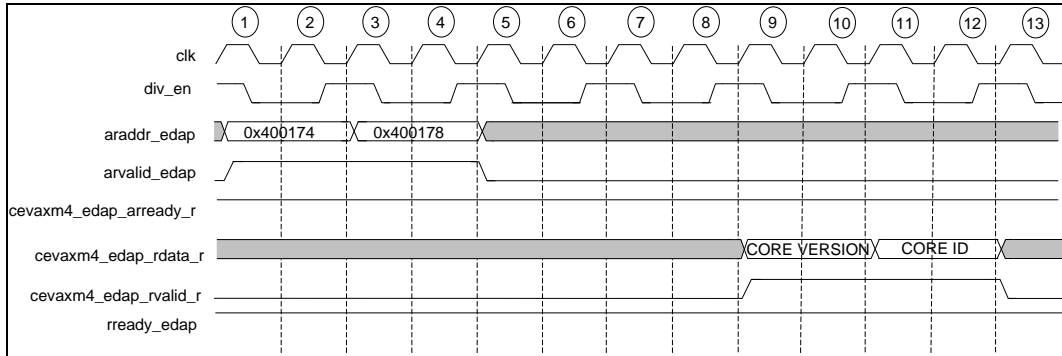 1 2 3 4 5 6 7 8 9 10 11 12 13
clk
div_en
araddr_edap 0x400174 0x400178
arvalid_edap
cevaxm4_edap_arready_r
cevaxm4_edap_rdata_r CORE VERSION CORE ID
cevaxm4_edap_rvalid_r
rready_edap